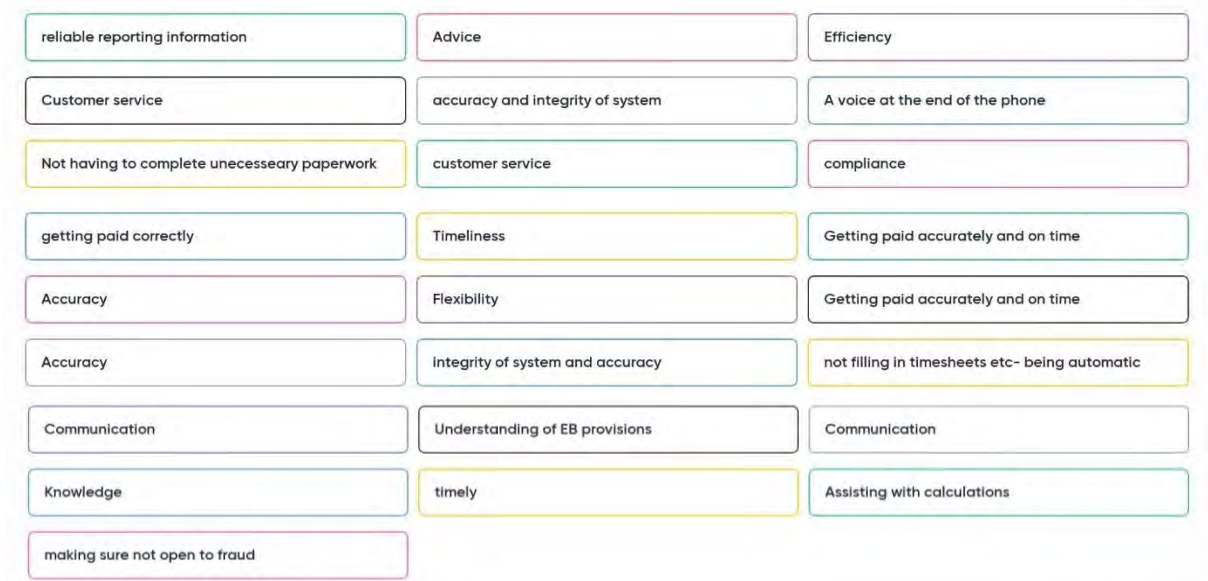 reliable reporting information
Advice
Efficiency
Customer service
accuracy and integrity of system
A voice at the end of the phone
Not having to complete unecesseary paperwork
customer service
compliance
getting paid correctly
Timeliness
Getting paid accurately and on time
Accuracy
Flexibility
Getting paid accurately and on time
Accuracy
integrity of system and accuracy
not filling in timesheets etc- being automatic
Communication
Understanding of EB provisions
Communication
Knowledge
timely
Assisting with calculations
making sure not open to fraud